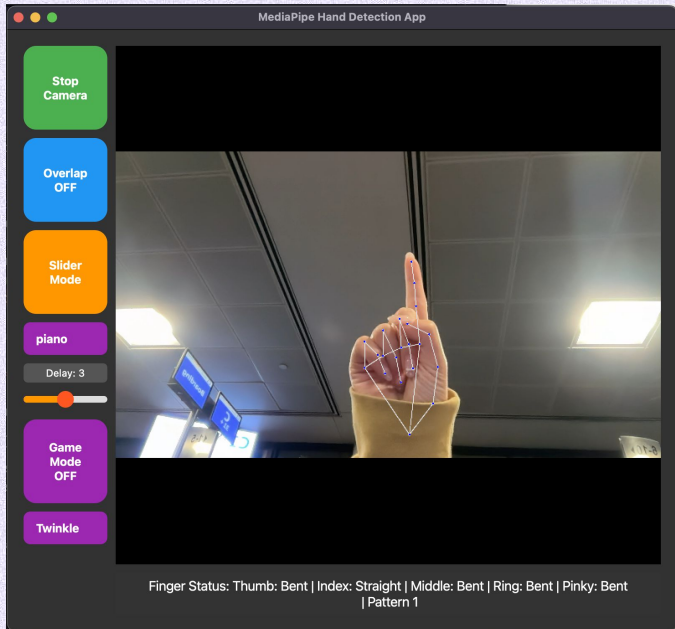 MediaPipe Hand Detection App
Stop
Camera
Overlap
OFF
Slider
Mode
piano
Delay: 3
Game
Mode
OFF
Twinkle
Boarding
Finger Status: Thumb: Bent | Index: Straight | Middle: Bent | Ring: Bent | Pinky: Bent
| Pattern 1